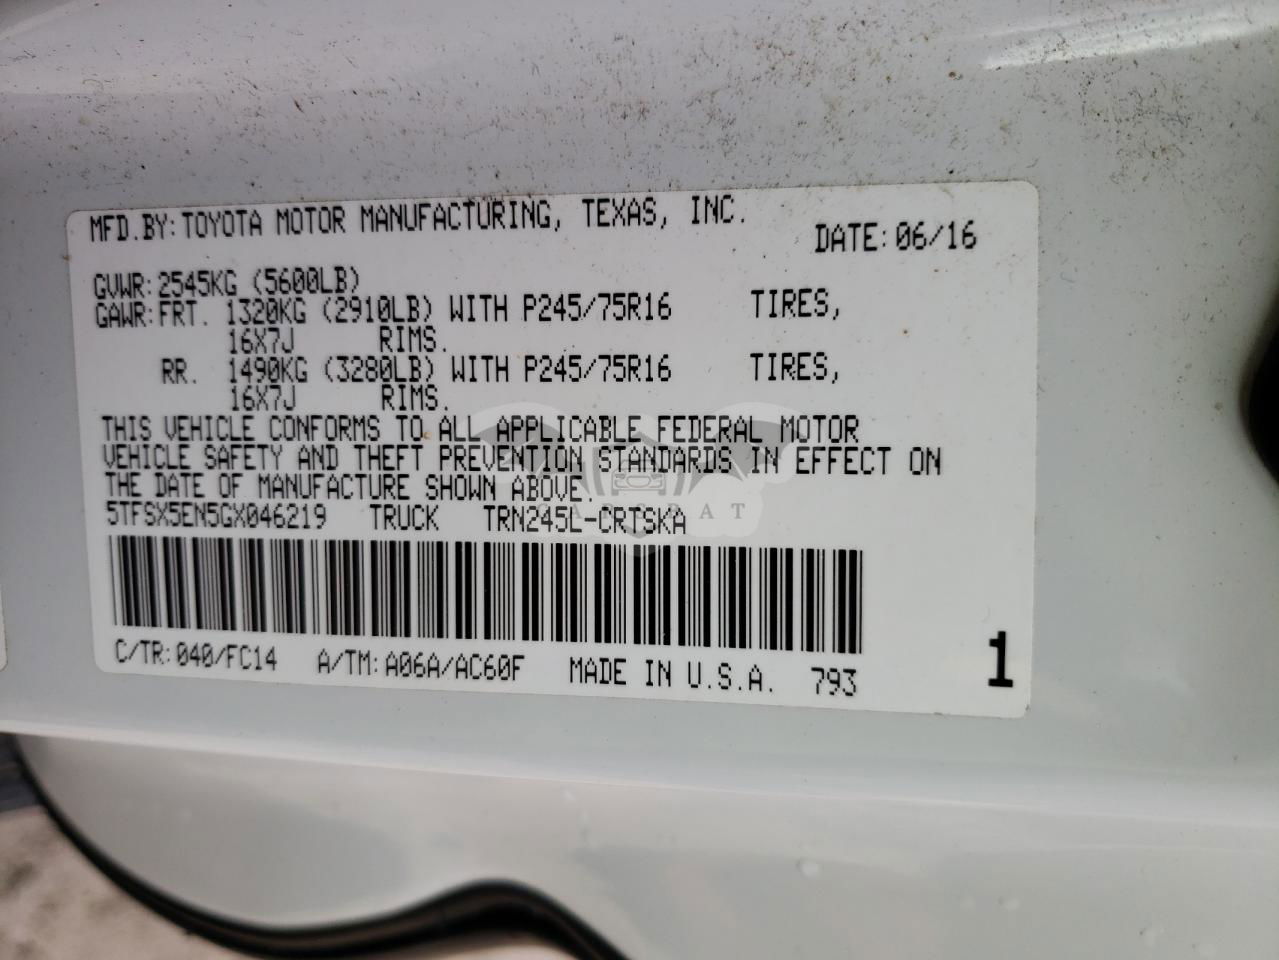 MFD.BY:TOYOTA MOTOR MANUFACTURING, TEXAS, INC.
DATE:06/16
GVWR:2545KG (5600LB)
GAWR:FRT. 1320KG (2910LB) WITH P245/75R16 TIRES,
16X7J RIMS.
RR. 1490KG (3280LB) WITH P245/75R16 TIRES,
16X7J RIMS.
THIS VEHICLE CONFORMS TO ALL APPLICABLE FEDERAL MOTOR
VEHICLE SAFETY AND THEFT PREVENTION STANDARDS IN EFFECT ON
THE DATE OF MANUFACTURE SHOWN ABOVE.
5TFSX5EN5GX046219 TRUCK TRN245L-CRTSKA
C/TR:040/FC14 A/TM:A06A/AC60F MADE IN U.S.A. 793
1